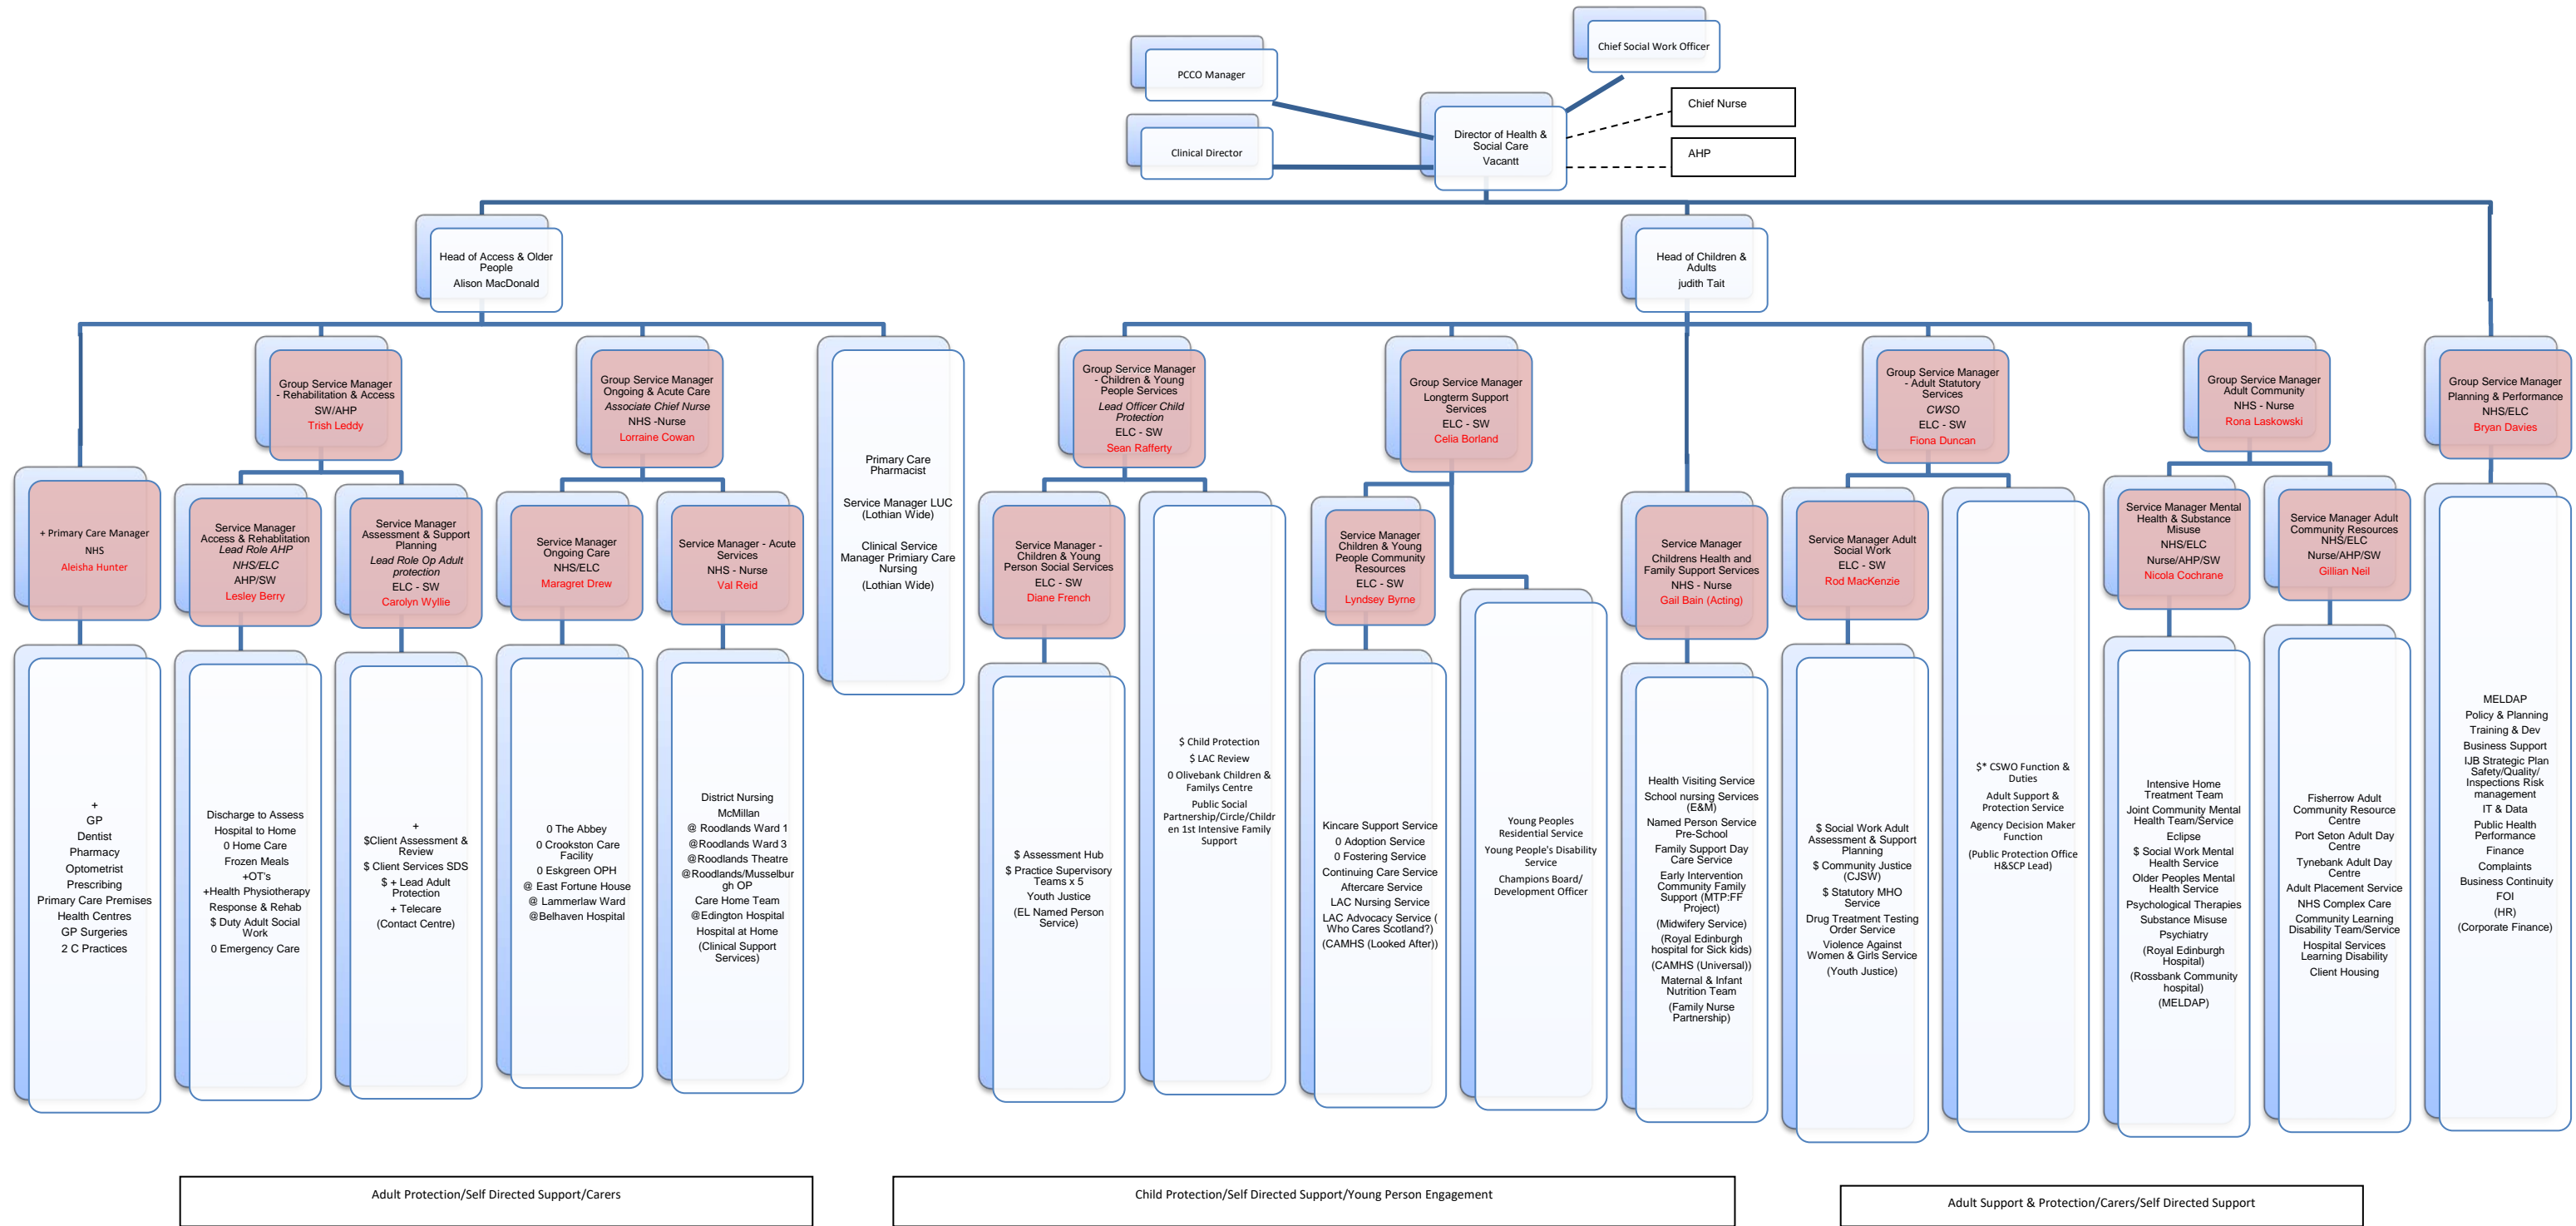 Chief Social Work Officer
PCCO Manager
Chief Nurse
Director of Health &
Social Care
Vacantt
Clinical Director
AHP
Head of Access & Older
People
Alison MacDonald
Head of Children &
Adults
judith Tait
Group Service Manager
- Rehabilitation & Access
SW/AHP
Trish Leddy
Group Service Manager
Ongoing & Acute Care
Associate Chief Nurse
NHS -Nurse
Lorraine Cowan
Primary Care
Pharmacist
Service Manager LUC
(Lothian Wide)
Clinical Service
Manager Primiary Care
Nursing
(Lothian Wide)
Group Service Manager
- Children & Young
People Services
Lead Officer Child
Protection
ELC - SW
Sean Rafferty
Group Service Manager
Longterm Support
Services
ELC - SW
Celia Borland
Group Service Manager
- Adult Statutory
Services
CWSO
ELC - SW
Fiona Duncan
Group Service Manager
Adult Community
NHS - Nurse
Rona Laskowski
Group Service Manager
Planning & Performance
NHS/ELC
Bryan Davies
+ Primary Care Manager
NHS
Aleisha Hunter
Service Manager
Access & Rehablitation
Lead Role AHP
NHS/ELC
AHP/SW
Lesley Berry
Service Manager
Assessment & Support
Planning
Lead Role Op Adult
protection
ELC - SW
Carolyn Wyllie
Service Manager
Ongoing Care
NHS/ELC
Maragret Drew
Service Manager - Acute
Services
NHS - Nurse
Val Reid
Service Manager -
Children & Young
Person Social Services
ELC - SW
Diane French
Service Manager
Children & Young
People Community
Resources
ELC - SW
Lyndsey Byrne
Service Manager
Childrens Health and
Family Support Services
NHS - Nurse
Gail Bain (Acting)
Service Manager Adult
Social Work
ELC - SW
Rod MacKenzie
Service Manager Mental
Health & Substance
Misuse
NHS/ELC
Nurse/AHP/SW
Nicola Cochrane
Service Manager Adult
Community Resources
NHS/ELC
Nurse/AHP/SW
Gillian Neil
+
GP
Dentist
Pharmacy
Optometrist
Prescribing
Primary Care Premises
Health Centres
GP Surgeries
2 C Practices
Discharge to Assess
Hospital to Home
0 Home Care
Frozen Meals
+OT's
+Health Physiotherapy
Response & Rehab
$ Duty Adult Social
Work
0 Emergency Care
+
$Client Assessment &
Review
$ Client Services SDS
$ + Lead Adult
Protection
+ Telecare
(Contact Centre)
0 The Abbey
0 Crookston Care
Facility
0 Eskgreen OPH
@ East Fortune House
@ Lammerlaw Ward
@Belhaven Hospital
District Nursing
McMillan
@ Roodlands Ward 1
@Roodlands Ward 3
@Roodlands Theatre
@Roodlands/Musselbur
gh OP
Care Home Team
@Edington Hospital
Hospital at Home
(Clinical Support
Services)
$ Assessment Hub
$ Practice Supervisory
Teams x 5
Youth Justice
(EL Named Person
Service)
$ Child Protection
$ LAC Review
0 Olivebank Children &
Familys Centre
Public Social
Partnership/Circle/Childr
en 1st Intensive Family
Support
Kincare Support Service
0 Adoption Service
0 Fostering Service
Continuing Care Service
Aftercare Service
LAC Nursing Service
LAC Advocacy Service (
Who Cares Scotland?)
(CAMHS (Looked After))
Young Peoples
Residential Service
Young People's Disability
Service
Champions Board/
Development Officer
Health Visiting Service
School nursing Services
(E&M)
Named Person Service
Pre-School
Family Support Day
Care Service
Early Intervention
Community Family
Support (MTP:FF
Project)
(Midwifery Service)
(Royal Edinburgh
hospital for Sick kids)
(CAMHS (Universal))
Maternal & Infant
Nutrition Team
(Family Nurse
Partnership)
$ Social Work Adult
Assessment & Support
Planning
$ Community Justice
(CJSW)
$ Statutory MHO
Service
Drug Treatment Testing
Order Service
Violence Against
Women & Girls Service
(Youth Justice)
$* CSWO Function &
Duties
Adult Support &
Protection Service
Agency Decision Maker
Function
(Public Protection Office
H&SCP Lead)
Intensive Home
Treatment Team
Joint Community Mental
Health Team/Service
Eclipse
$ Social Work Mental
Health Service
Older Peoples Mental
Health Service
Psychological Therapies
Substance Misuse
Psychiatry
(Royal Edinburgh
Hospital)
(Rossbank Community
hospital)
(MELDAP)
Fisherrow Adult
Community Resource
Centre
Port Seton Adult Day
Centre
Tynebank Adult Day
Centre
Adult Placement Service
NHS Complex Care
Community Learning
Disability Team/Service
Hospital Services
Learning Disability
Client Housing
MELDAP
Policy & Planning
Training & Dev
Business Support
IJB Strategic Plan
Safety/Quality/
Inspections Risk
management
IT & Data
Public Health
Performance
Finance
Complaints
Business Continuity
FOI
(HR)
(Corporate Finance)
Adult Protection/Self Directed Support/Carers
Child Protection/Self Directed Support/Young Person Engagement
Adult Support & Protection/Carers/Self Directed Support